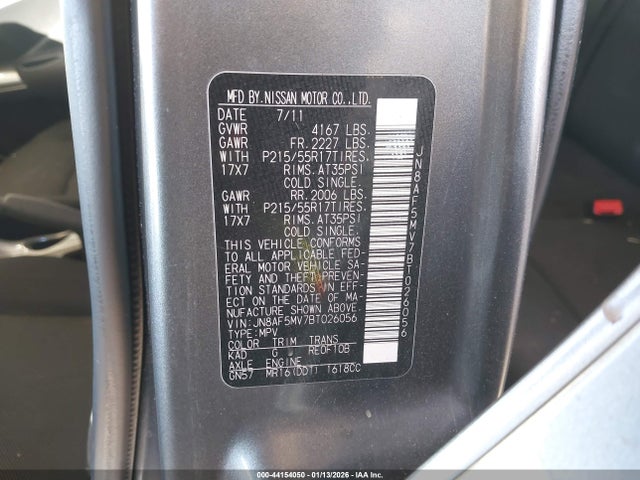 MFD BY.NISSAN MOTOR CO.,LTD.
DATE 7/11
GVWR 4167 LBS.
GAWR FR.2227 LBS.
WITH P215/55R17TIRES,
17X7 RIMS.AT35PSI
COLD SINGLE.
GAWR RR.2006 LBS.
WITH P215/55R17TIRES,
17X7 RIMS.AT35PSI
COLD SINGLE.
THIS VEHICLE CONFORMS
TO ALL APPLICABLE FED-
ERAL MOTOR VEHICLE SA-
FETY AND THEFT PREVEN-
TION STANDARDS IN EFF-
ECT ON THE DATE OF MA-
NUFACTURE SHOWN ABOVE.
VIN:JN8AF5MV7BT026056
TYPE:MPV
COLOR TRIM TRANS
KAD G RE0F10B
AXLE ENGINE
GN57 MR16(DDT) 1618CC
JN8AF5MV7BT026056
000-44154050 - 01/13/2026 - IAA Inc.